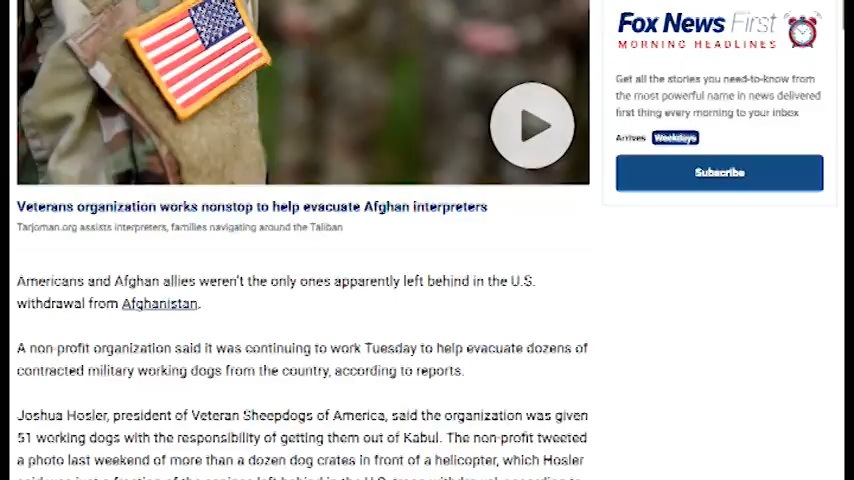 Fox News First
MORNING HEADLINES
Get all the stories you need-to-know from
the most powerful name in news delivered
first thing every morning to your inbox
Arrives Weekdays
Subscribe
Veterans organization works nonstop to help evacuate Afghan interpreters
Tarjoman.org assists interpreters, families navigating around the Taliban
Americans and Afghan allies weren't the only ones apparently left behind in the U.S.
withdrawal from Afghanistan.
A non-profit organization said it was continuing to work Tuesday to help evacuate dozens of
contracted military working dogs from the country, according to reports.
Joshua Hosler, president of Veteran Sheepdogs of America, said the organization was given
51 working dogs with the responsibility of getting them out of Kabul. The non-profit tweeted
a photo last weekend of more than a dozen dog crates in front of a helicopter, which Hosler